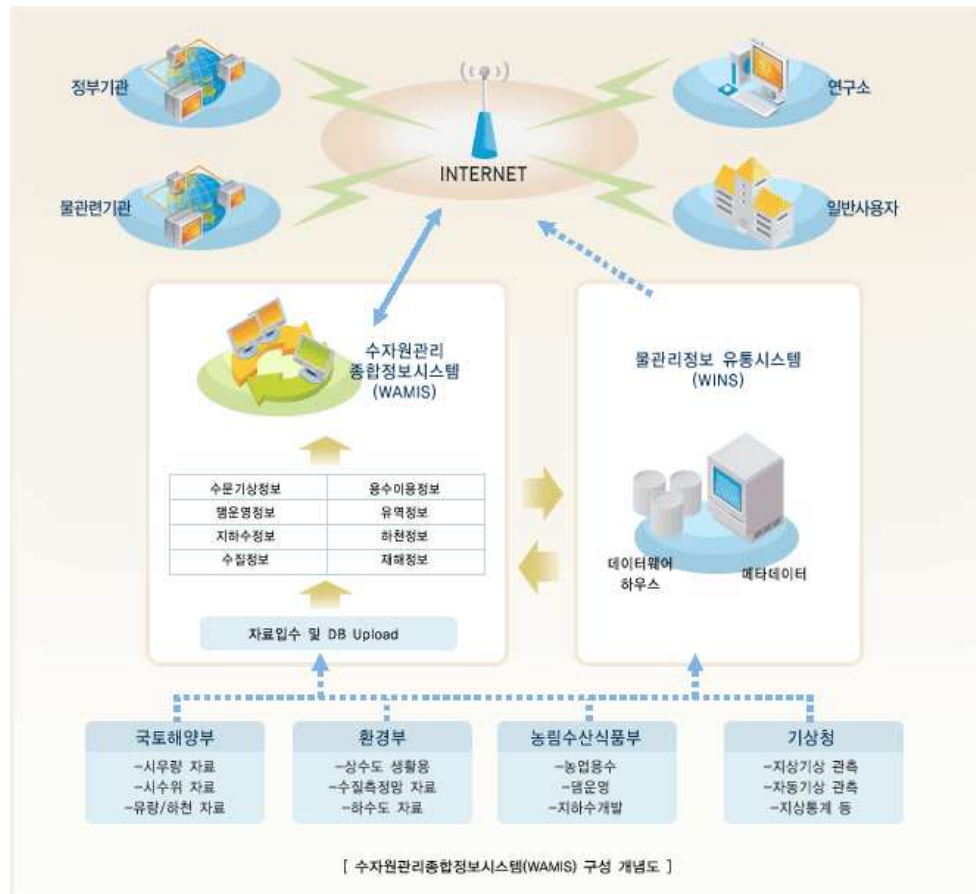 정부기관
연구소
INTERNET
물관련기관
일반사용자
수자원관리
종합정보시스템
(WAMIS)
물관리정보 유통시스템
(WINS)
수문기상정보 용수이용정보
댐운영정보 유역정보
지하수정보 하천정보
수질정보 재해정보
데이터웨어
하우스
메타데이터
자료입수 및 DB Upload
국토해양부
-시우량 자료
-시수위 자료
-유량/하천 자료
환경부
-상수도 생활용
-수질측정망 자료
-하수도 자료
농림수산식품부
-농업용수
-댐운영
-지하수개발
기상청
-지상기상 관측
-자동기상 관측
-지상통계 등
[ 수자원관리종합정보시스템(WAMIS) 구성 개념도 ]